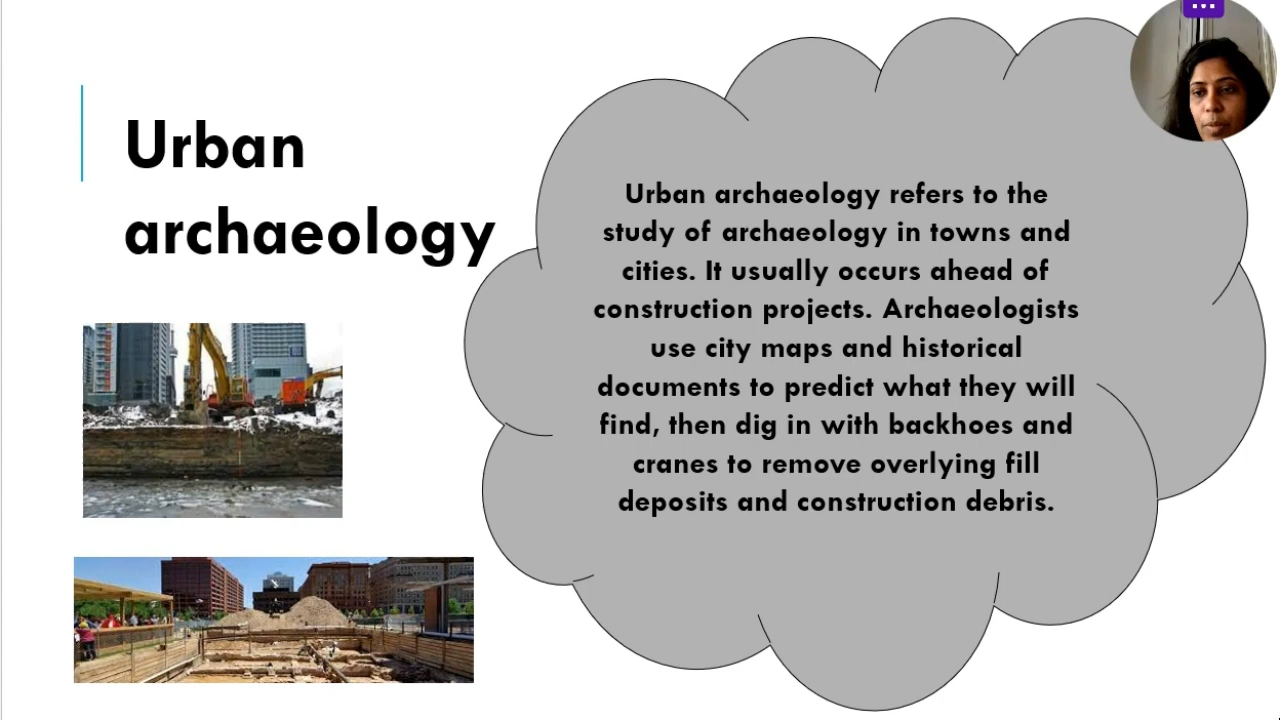 Urban
archaeology
Urban archaeology refers to the
study of archaeology in towns and
cities. It usually occurs ahead of
construction projects. Archaeologists
use city maps and historical
documents to predict what they will
find, then dig in with backhoes and
cranes to remove overlying fill
deposits and construction debris.